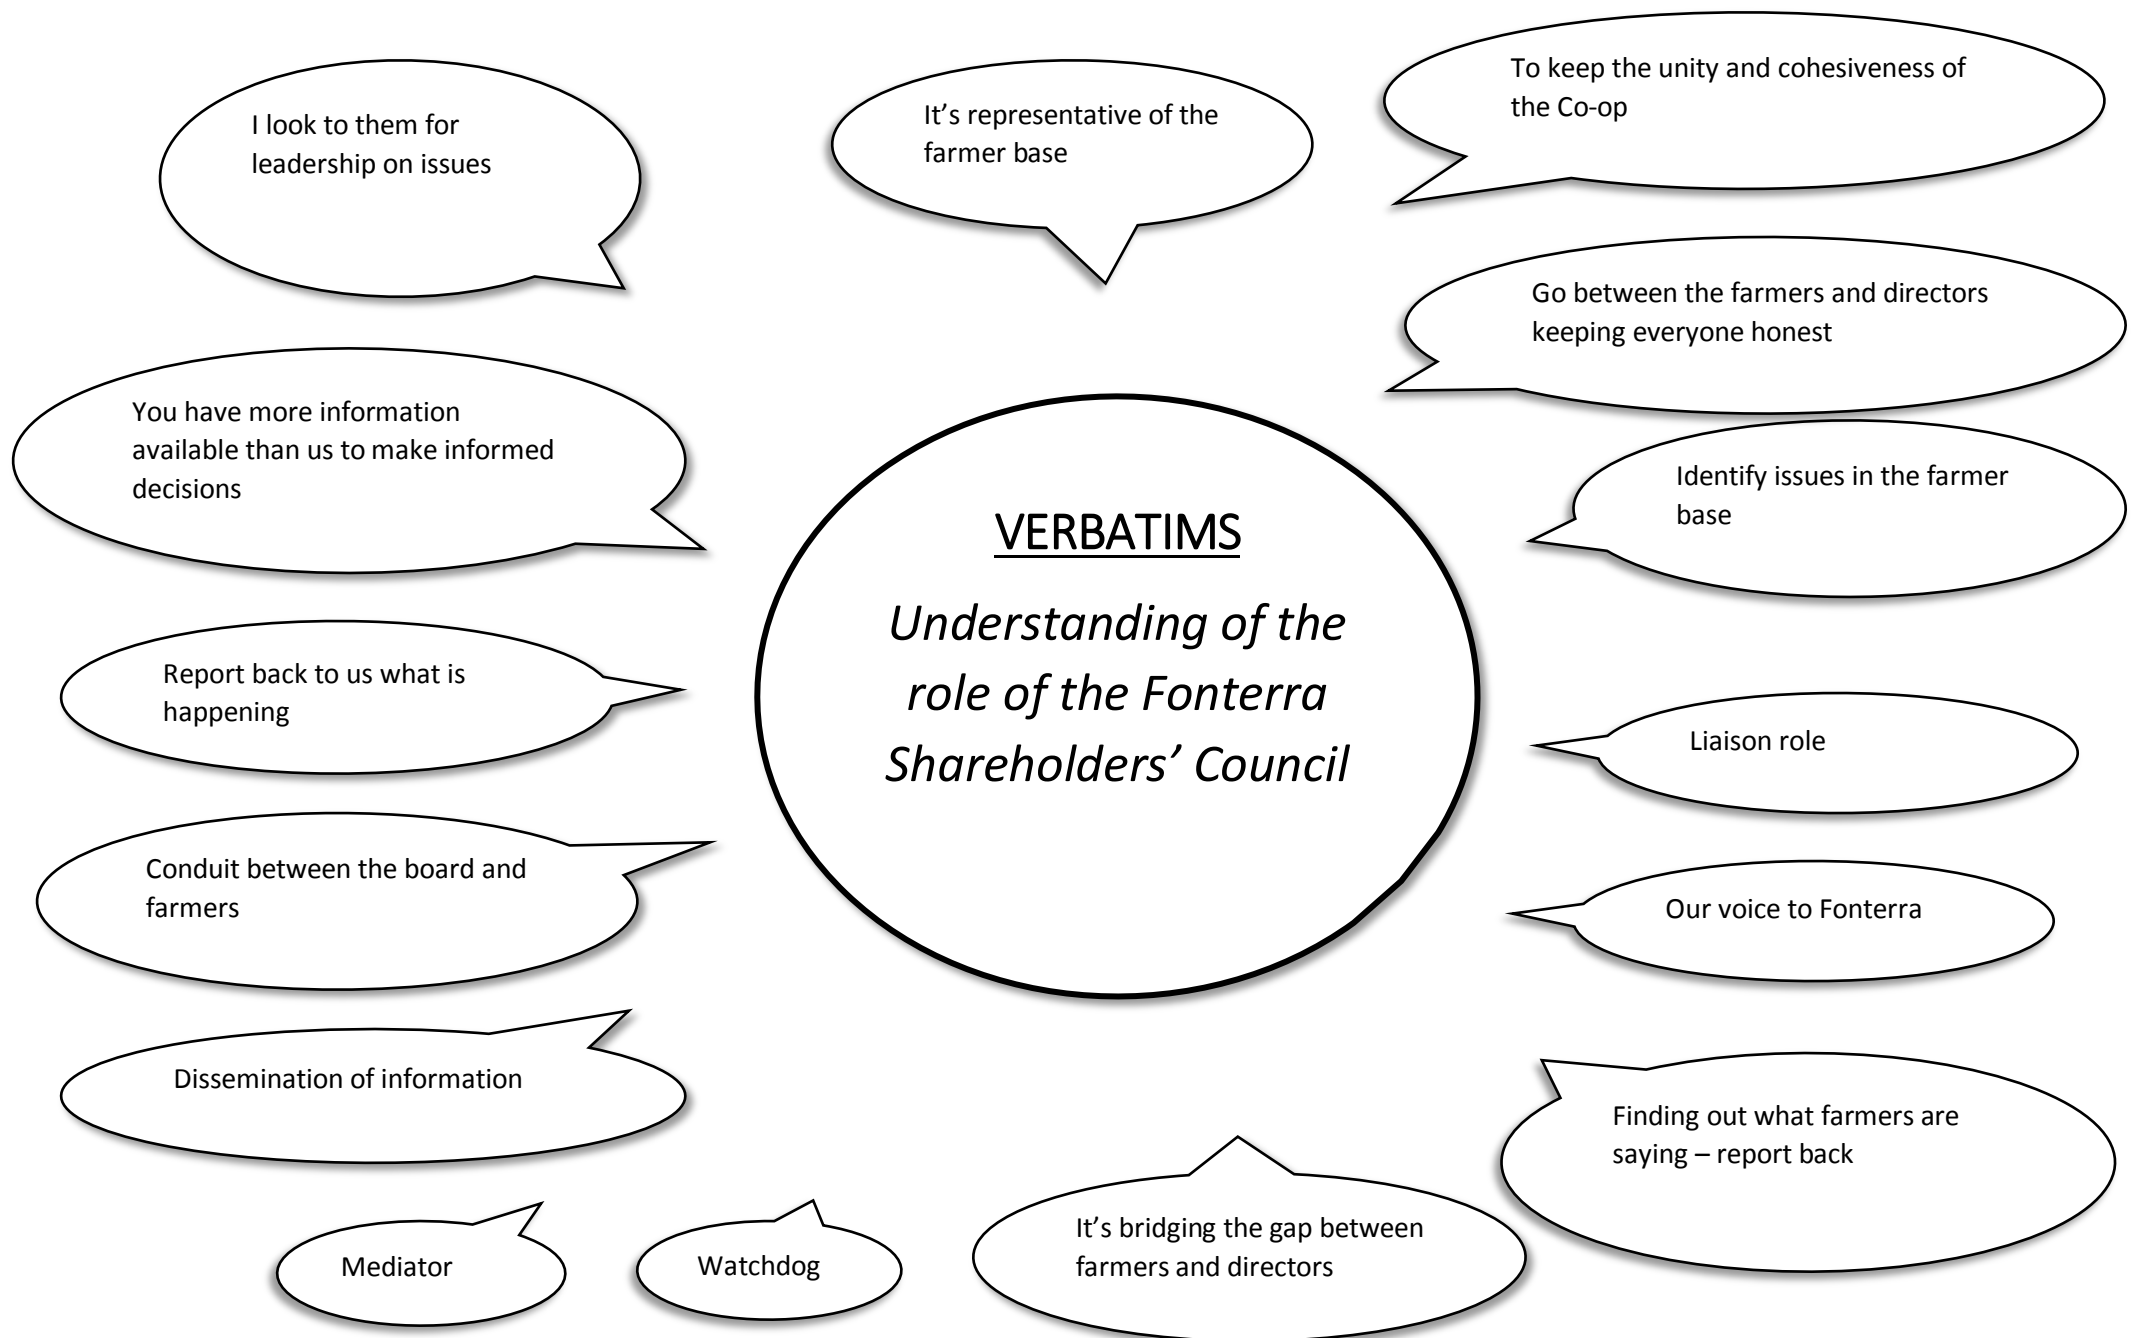 I look to them for
leadership on issues
It’s representative of the
farmer base
To keep the unity and cohesiveness of
the Co-op
Go between the farmers and directors
keeping everyone honest
You have more information
available than us to make informed
decisions
Identify issues in the farmer
base
VERBATIMS
Understanding of the
role of the Fonterra
Shareholders’ Council
Report back to us what is
happening
Liaison role
Conduit between the board and
farmers
Our voice to Fonterra
Dissemination of information
Finding out what farmers are
saying – report back
Mediator
Watchdog
It’s bridging the gap between
farmers and directors